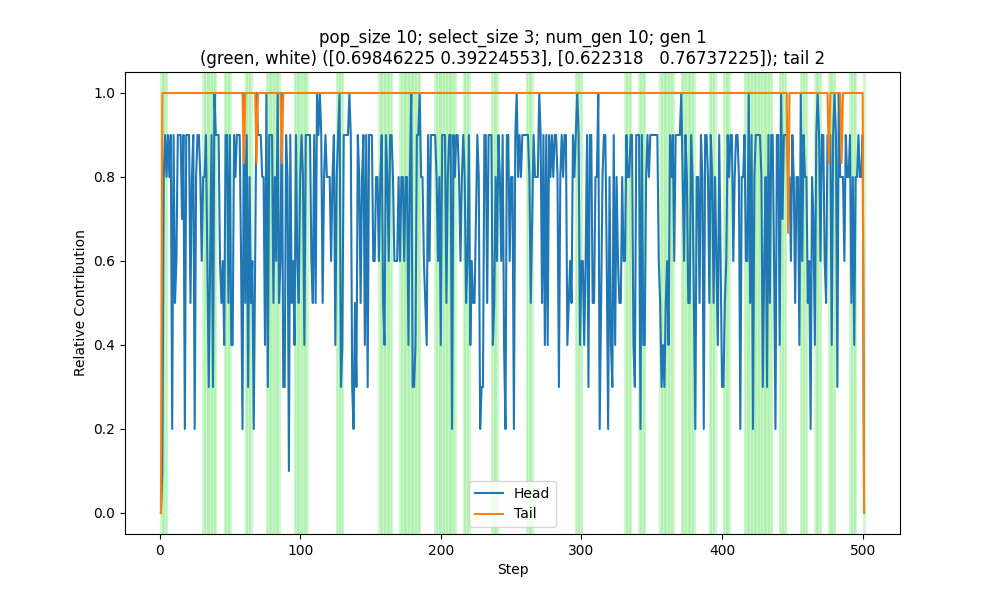 pop_size 10; select_size 3; num_gen 10; gen 1
(green, white) ([0.69846225 0.39224553], [0.622318   0.76737225]); tail 2
1.0
0.8
0.6
0.4
0.2
0.0
Relative Contribution
Head
Tail
0 100 200 300 400 500
Step